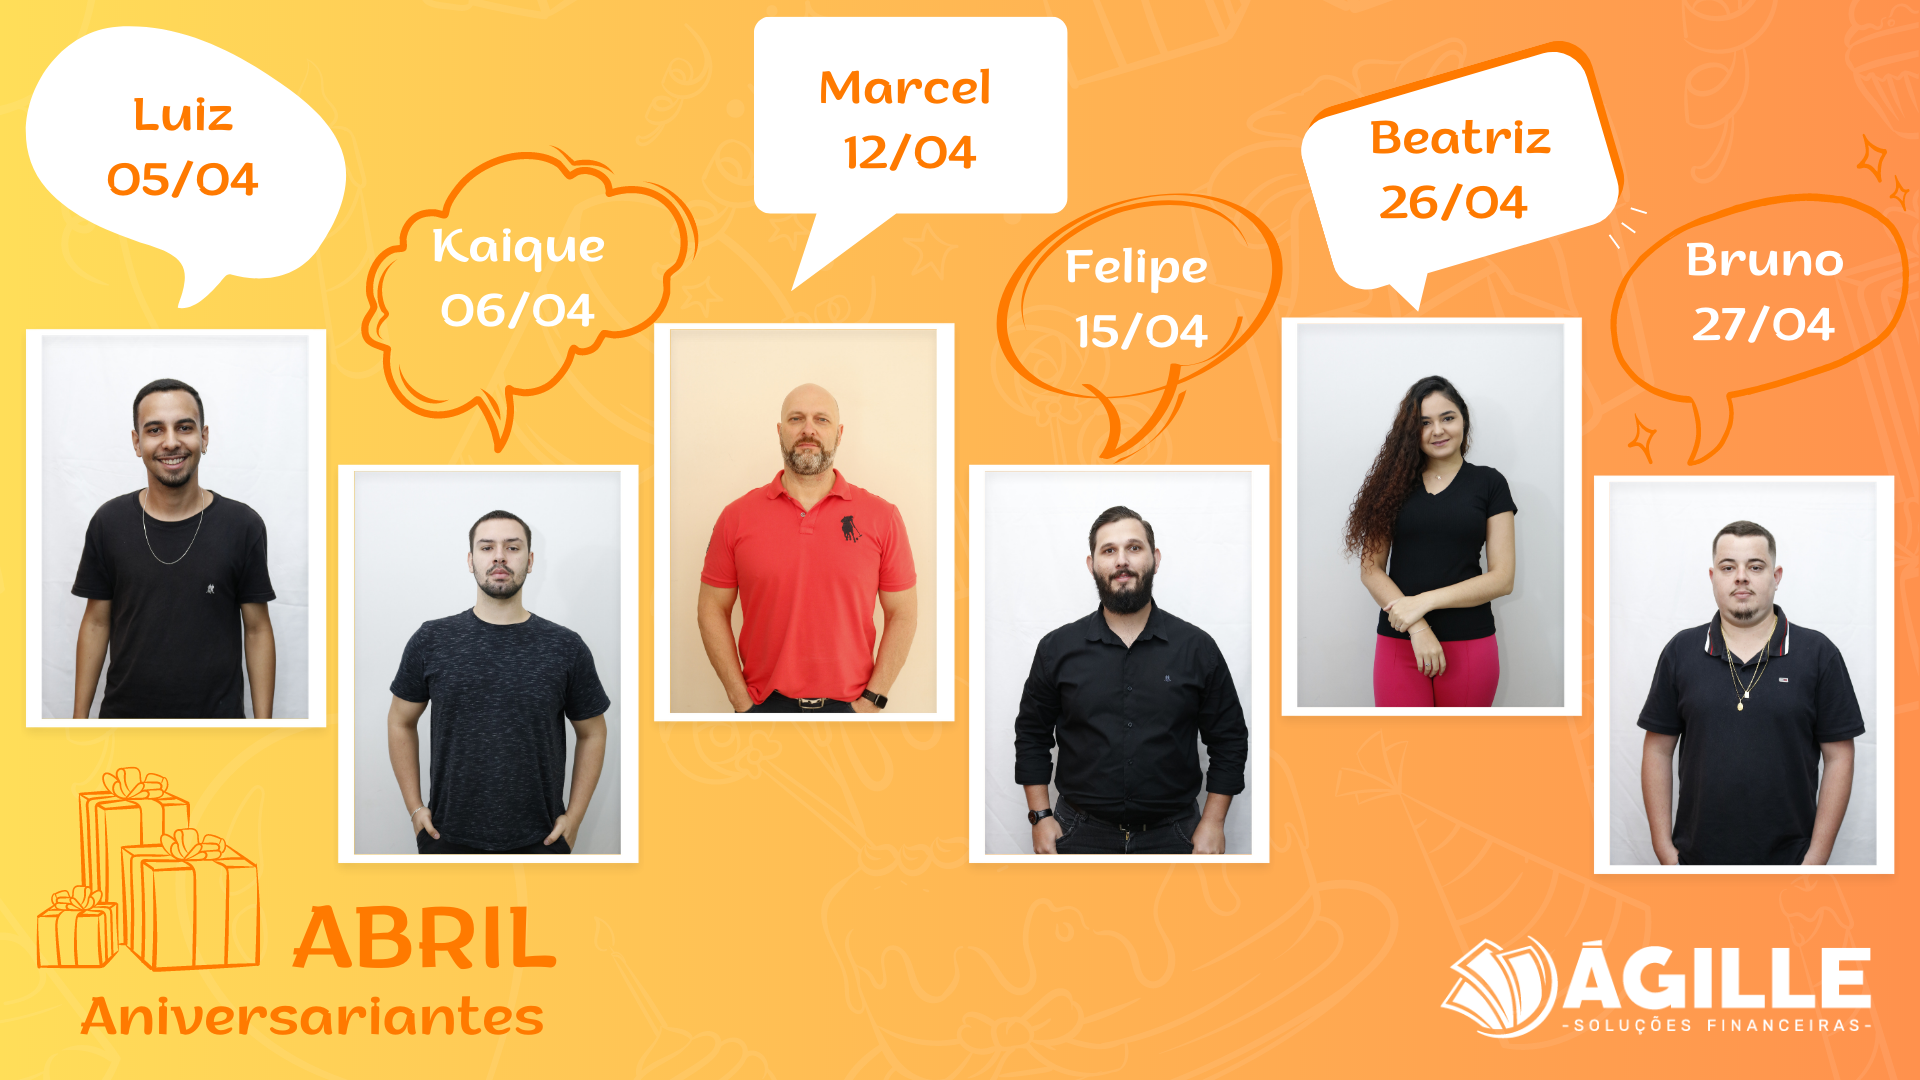 Luiz
05/04
Kaique
06/04
Marcel
12/04
Felipe
15/04
Beatriz
26/04
Bruno
27/04
ABRIL
Aniversariantes
ÁGILLE
-SOLUÇÕES FINANCEIRAS-